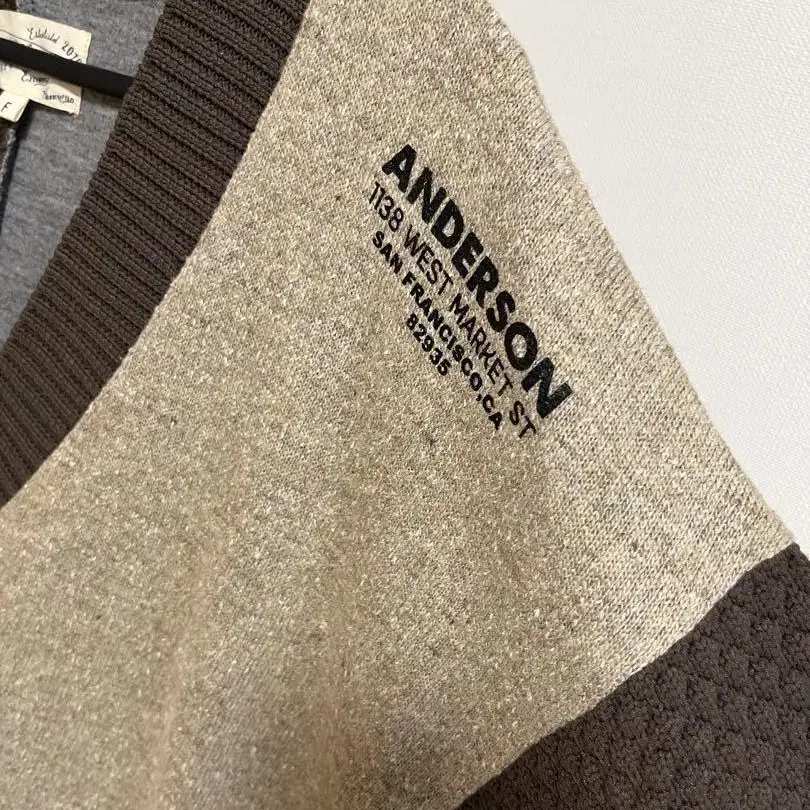 F
ANDERSON
1138 WEST MARKET ST
SAN FRANCISCO.CA
82935